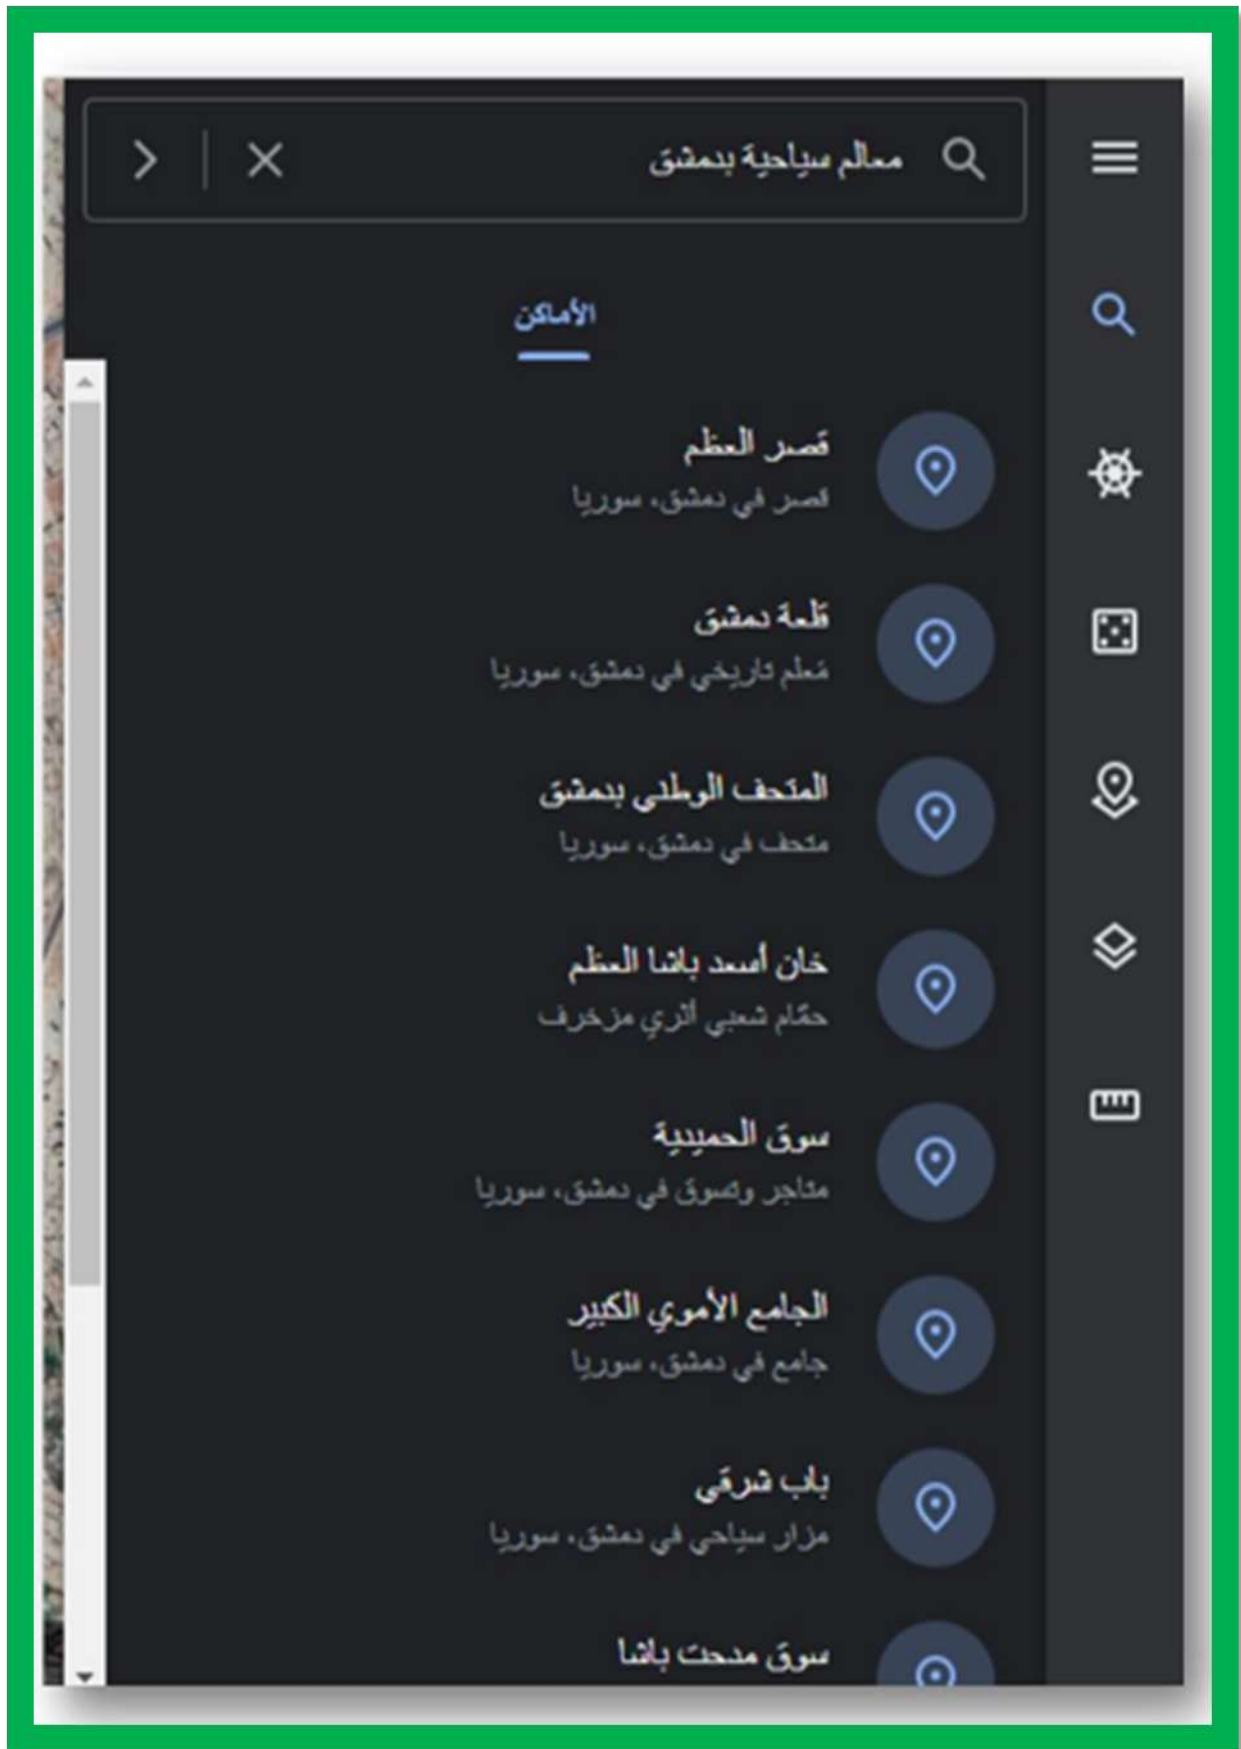 معالم سياحية بدمشق
الأماكن
قصر العظم
قصر في دمشق، سوريا
قلعة دمشق
مَعلم تاريخي في دمشق، سوريا
المتحف الوطني بدمشق
متحف في دمشق، سوريا
خان أسعد باشا العظم
حمّام شعبي أثري مزخرف
سوق الحميدية
متاجر وتسوق في دمشق، سوريا
الجامع الأموي الكبير
جامع في دمشق، سوريا
باب شرقي
مزار سياحي في دمشق، سوريا
سوق مدحت باشا